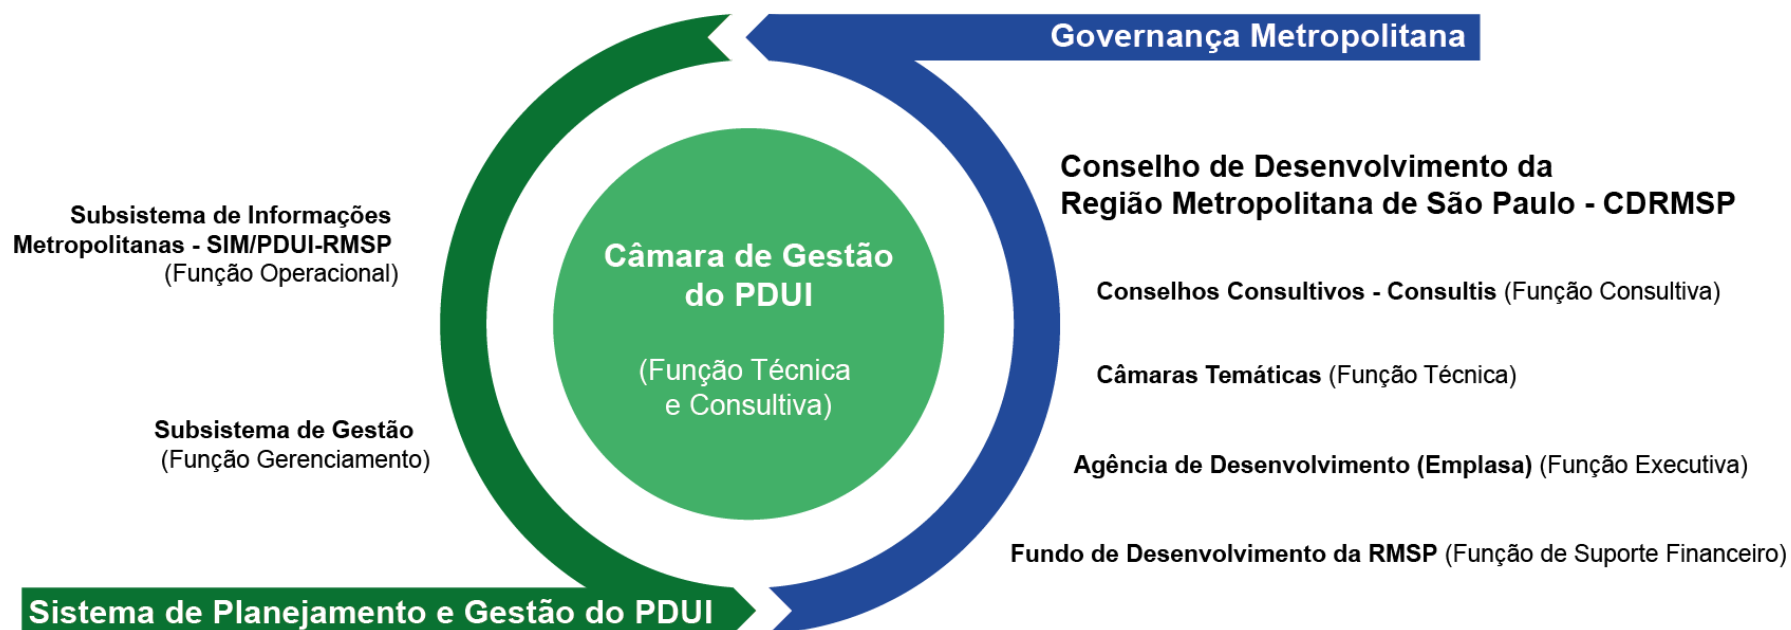 Governança Metropolitana
Conselho de Desenvolvimento da
Região Metropolitana de São Paulo - CDRMSP
Conselhos Consultivos - Consultis (Função Consultiva)
Câmaras Temáticas (Função Técnica)
Agência de Desenvolvimento (Emplasa) (Função Executiva)
Fundo de Desenvolvimento da RMSP (Função de Suporte Financeiro)
Câmara de Gestão
do PDUI
(Função Técnica
e Consultiva)
Subsistema de Informações
Metropolitanas - SIM/PDUI-RMSP
(Função Operacional)
Subsistema de Gestão
(Função Gerenciamento)
Sistema de Planejamento e Gestão do PDUI